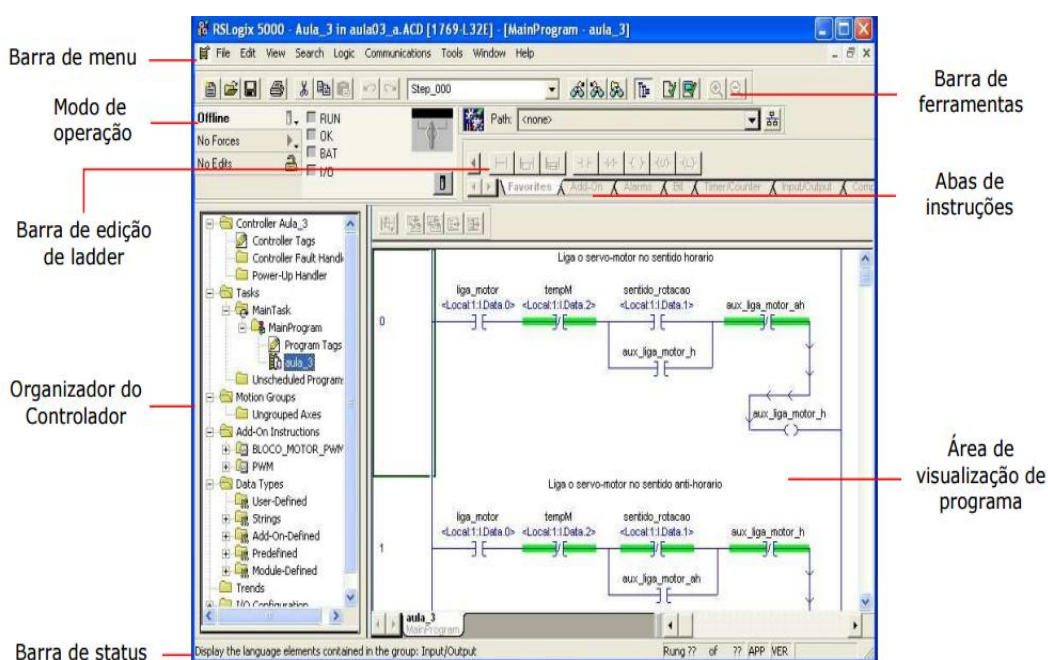 RSLogix 5000 - Aula_3 in aula03_a.ACD [1769-L32E] - [MainProgram - aula_3]
Barra de menu
File Edit View Search Logic Communications Tools Window Help
Step_000
Barra de
ferramentas
Modo de
operação
Offline
RUN
Path: <none>
No Forces
OK
BAT
No Edits
I/O
Favorites Add-On Alarms Bit Timer/Counter Input/Output
Abas de
instruções
Barra de edição
de ladder
Controller Aula_3
Controller Tags
Controller Fault Handl
Power-Up Handler
Tasks
MainTask
MainProgram
Program Tags
aula_3
Unscheduled Programs
Motion Groups
Ungrouped Axes
Add-On Instructions
BLOCO_MOTOR_PWM
PWM
Data Types
User-Defined
Strings
Add-On-Defined
Predefined
Module-Defined
Trends
I/O Configuration
Organizador do
Controlador
Liga o servo-motor no sentido horario
liga_motor tempM sentido_rotacao
<Local:1:I.Data.0> <Local:1:I.Data.2> <Local:1:I.Data.1> aux_liga_motor_ah
0
aux_liga_motor_h
aux_liga_motor_h
Área de
visualização de
programa
Liga o servo-motor no sentido anti-horario
liga_motor tempM sentido_rotacao
<Local:1:I.Data.0> <Local:1:I.Data.2> <Local:1:I.Data.1> aux_liga_motor_h
1
aux_liga_motor_ah
aula_3
MainProgram
Barra de status
Display the language elements contained in the group: Input/Output
Rung ?? of ?? APP VER